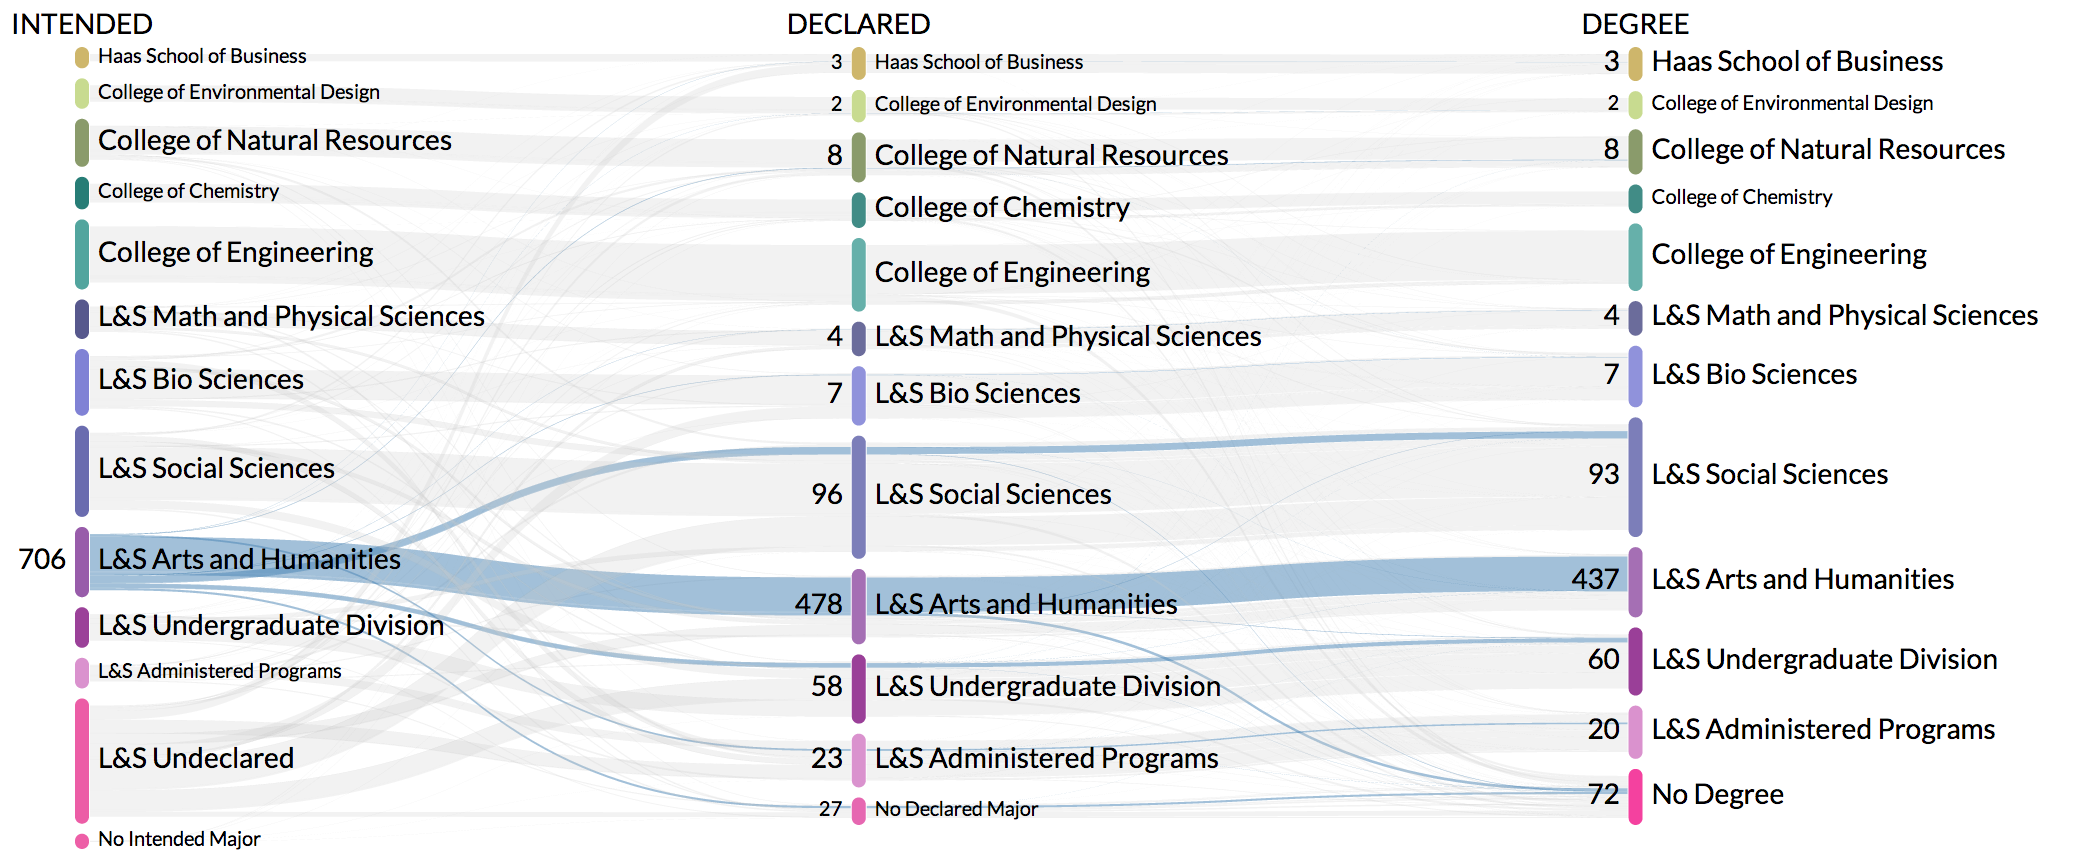 INTENDED
Haas School of Business
College of Environmental Design
College of Natural Resources
College of Chemistry
College of Engineering
L&S Math and Physical Sciences
L&S Bio Sciences
L&S Social Sciences
706 L&S Arts and Humanities
L&S Undergraduate Division
L&S Administered Programs
L&S Undeclared
No Intended Major
DECLARED
3 Haas School of Business
2 College of Environmental Design
8 College of Natural Resources
College of Chemistry
College of Engineering
4 L&S Math and Physical Sciences
7 L&S Bio Sciences
96 L&S Social Sciences
478 L&S Arts and Humanities
58 L&S Undergraduate Division
23 L&S Administered Programs
27 No Declared Major
DEGREE
3 Haas School of Business
2 College of Environmental Design
8 College of Natural Resources
College of Chemistry
College of Engineering
4 L&S Math and Physical Sciences
7 L&S Bio Sciences
93 L&S Social Sciences
437 L&S Arts and Humanities
60 L&S Undergraduate Division
20 L&S Administered Programs
72 No Degree